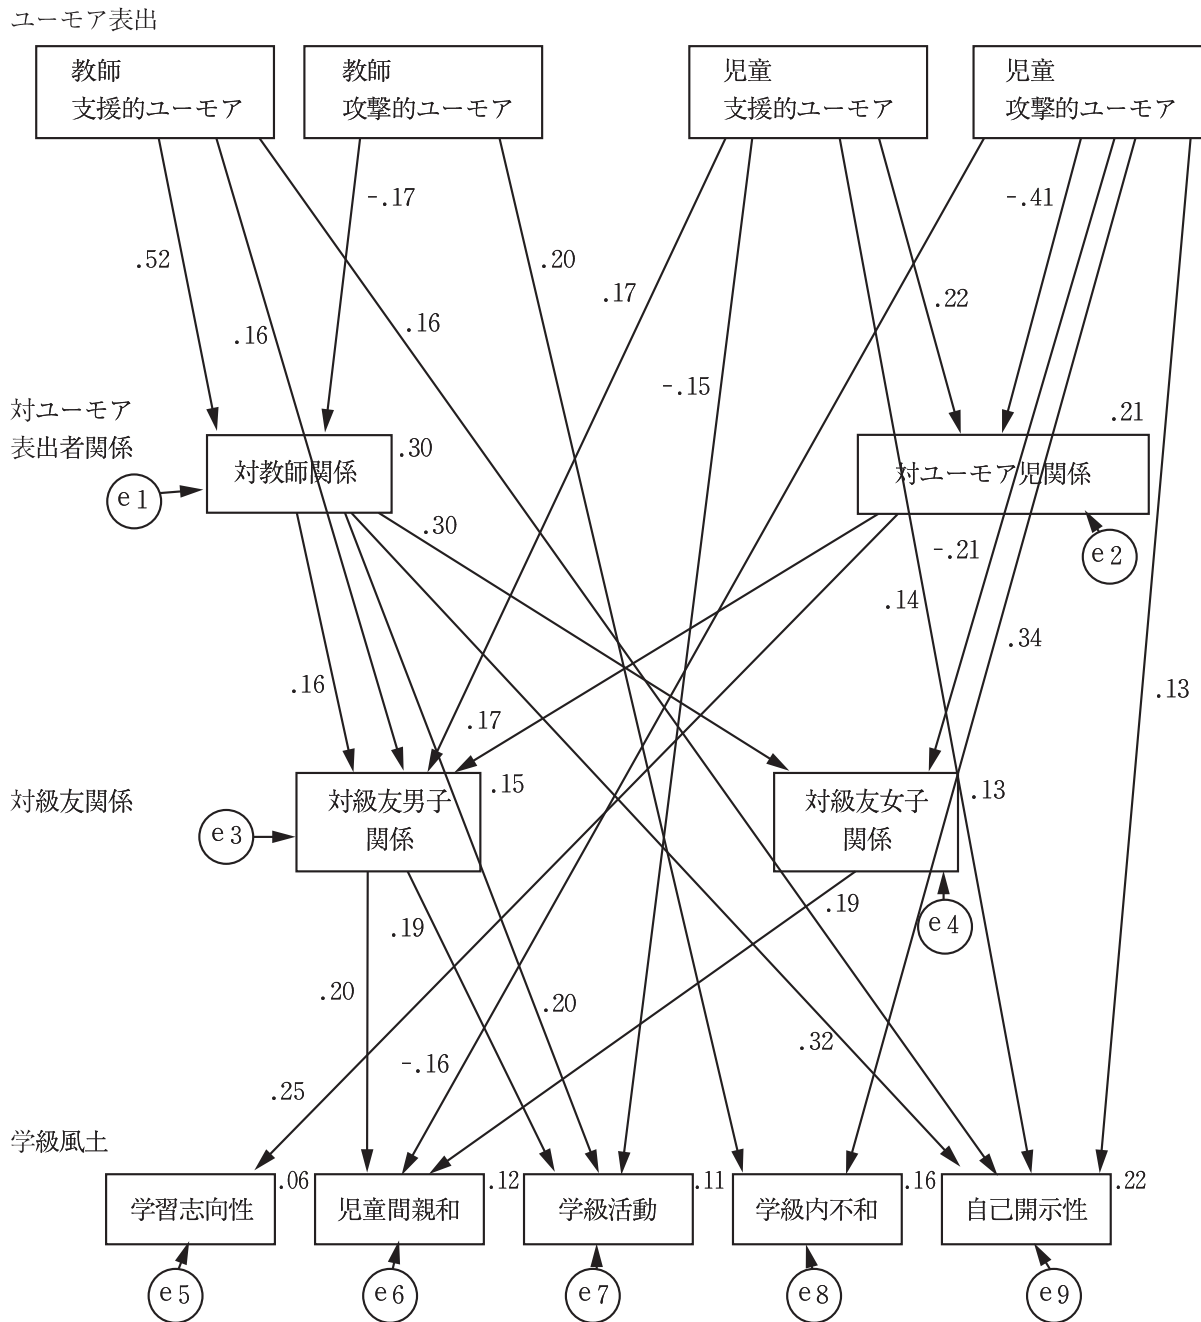 ユーモア表出
教師
支援的ユーモア
教師
攻撃的ユーモア
児童
支援的ユーモア
児童
攻撃的ユーモア
-.17
-.41
.52
.20
.17
.22
.16
.16
-.15
対ユーモア
表出者関係
.21
対教師関係
.30
対ユーモア児関係
e1
.30
-.21
e2
.14
.34
.16
.13
.17
対級友関係
対級友男子
関係
.15
対級友女子
関係
.13
e3
.19
.19
e4
.20
.20
.32
-.16
.25
学級風土
学習志向性
.06
児童間親和
.12
学級活動
.11
学級内不和
.16
自己開示性
.22
e5
e6
e7
e8
e9